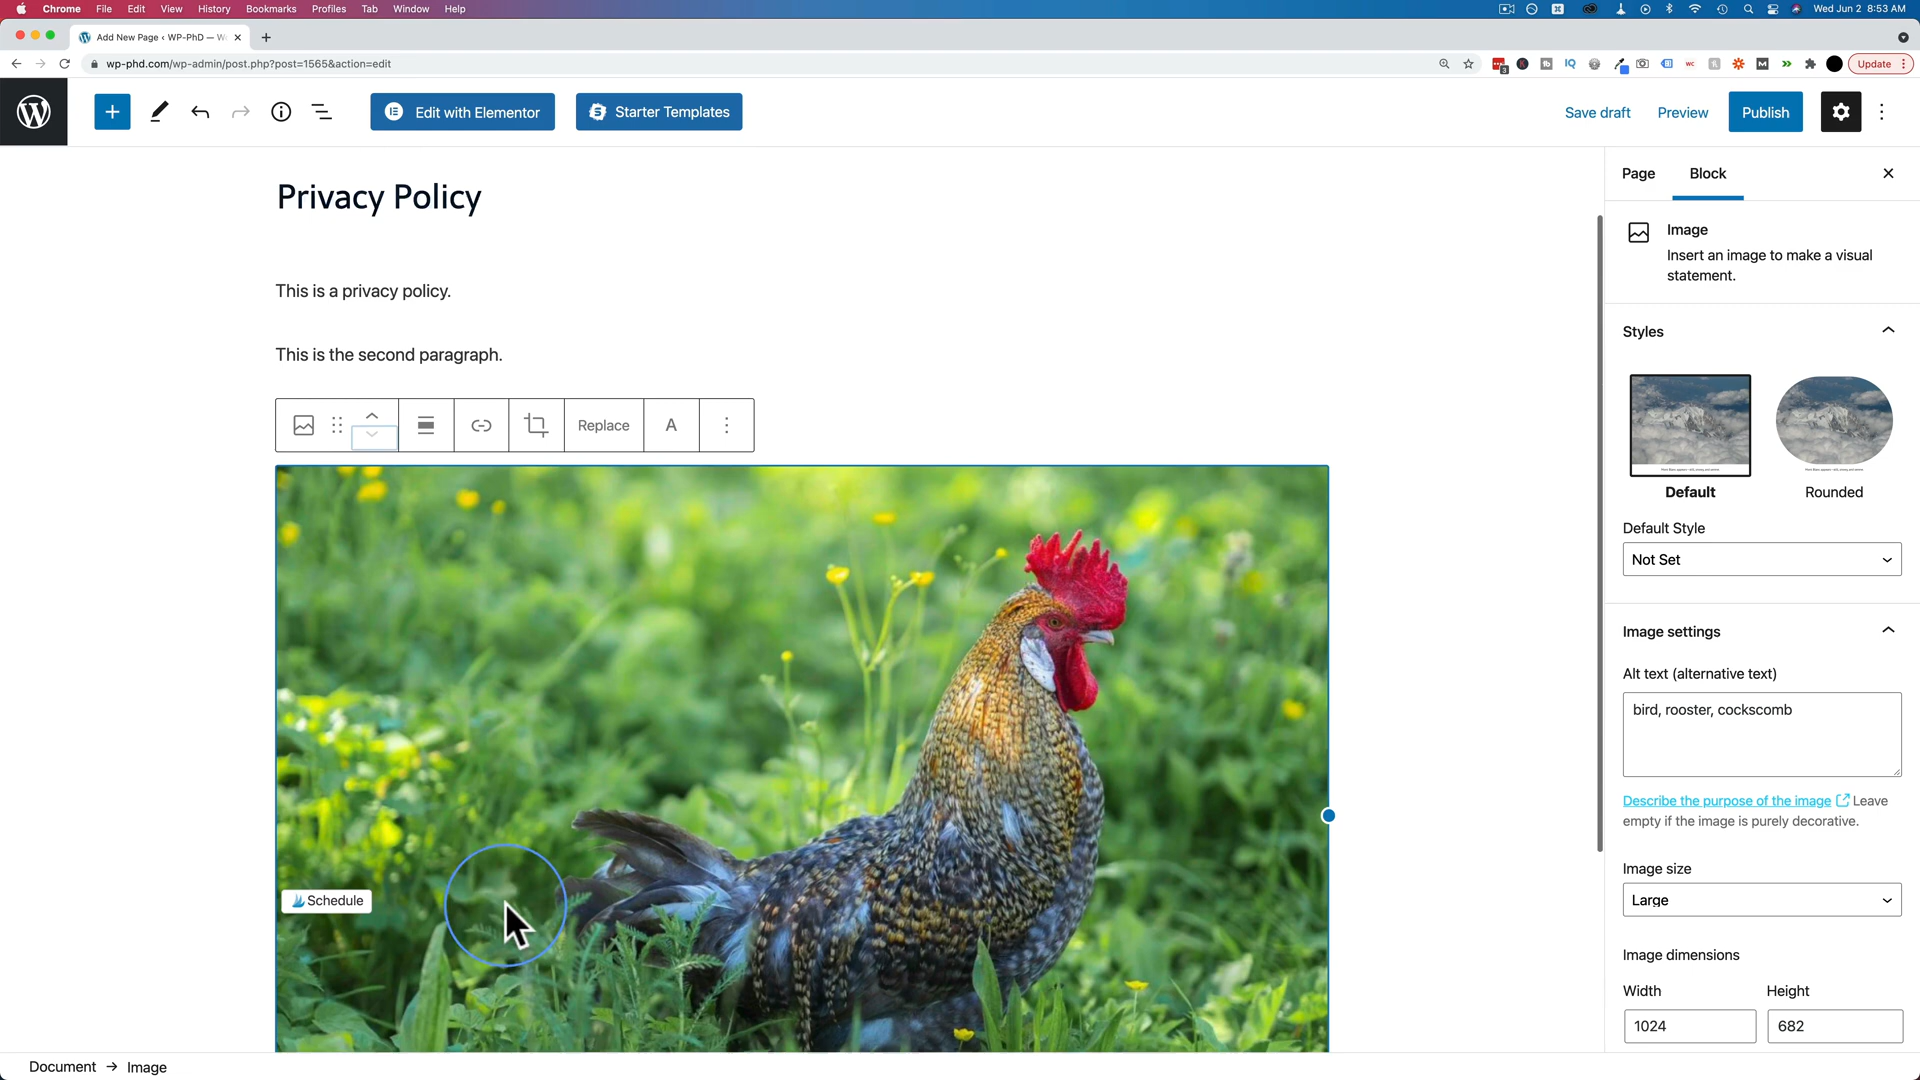 Chrome File Edit View History Bookmarks Profiles Tab Window Help
Wed Jun 2 8:53 AM
Add New Page ‹ WP-PhD — W
wp-phd.com/wp-admin/post.php?post=1565&action=edit
Update
Edit with Elementor
Starter Templates
Save draft
Preview
Publish
Privacy Policy
This is a privacy policy.
This is the second paragraph.
Replace
A
Schedule
Page
Block
Image
Insert an image to make a visual
statement.
Styles
Default
Rounded
Default Style
Not Set
Image settings
Alt text (alternative text)
bird, rooster, cockscomb
Describe the purpose of the image Leave
empty if the image is purely decorative.
Image size
Large
Image dimensions
Width
Height
1024
682
Document → Image